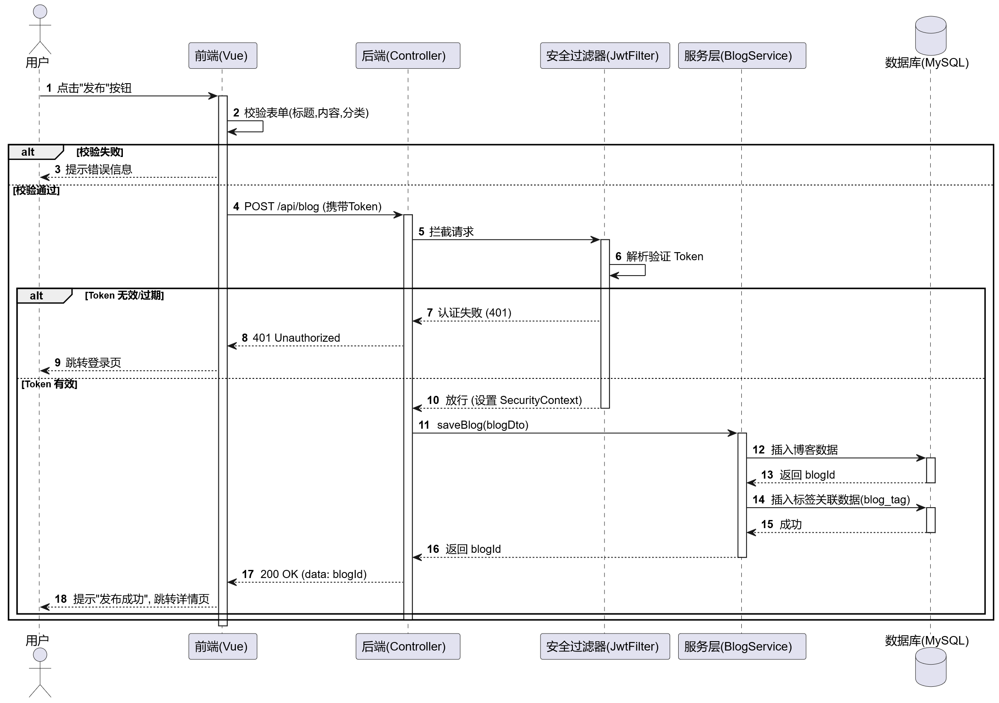 用户
前端(Vue)
后端(Controller)
安全过滤器(JwtFilter)
服务层(BlogService)
数据库(MySQL)
1 点击"发布"按钮
2 校验表单(标题,内容,分类)
alt [校验失败]
3 提示错误信息
[校验通过]
4 POST /api/blog (携带Token)
5 拦截请求
6 解析验证 Token
alt [Token 无效/过期]
7 认证失败 (401)
8 401 Unauthorized
9 跳转登录页
[Token 有效]
10 放行 (设置 SecurityContext)
11 saveBlog(blogDto)
12 插入博客数据
13 返回 blogId
14 插入标签关联数据(blog_tag)
15 成功
16 返回 blogId
17 200 OK (data: blogId)
18 提示"发布成功", 跳转详情页
用户
前端(Vue)
后端(Controller)
安全过滤器(JwtFilter)
服务层(BlogService)
数据库(MySQL)